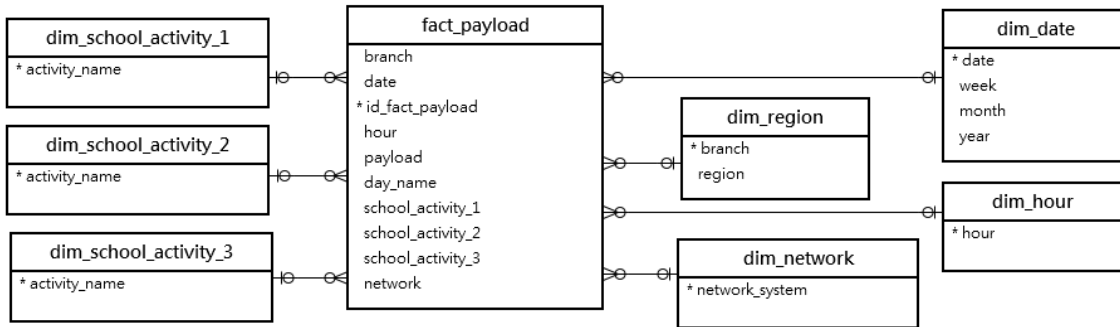 dim_school_activity_1
* activity_name
dim_school_activity_2
* activity_name
dim_school_activity_3
* activity_name
fact_payload
branch
date
* id_fact_payload
hour
payload
day_name
school_activity_1
school_activity_2
school_activity_3
network
dim_region
* branch
region
dim_network
* network_system
dim_date
* date
week
month
year
dim_hour
* hour